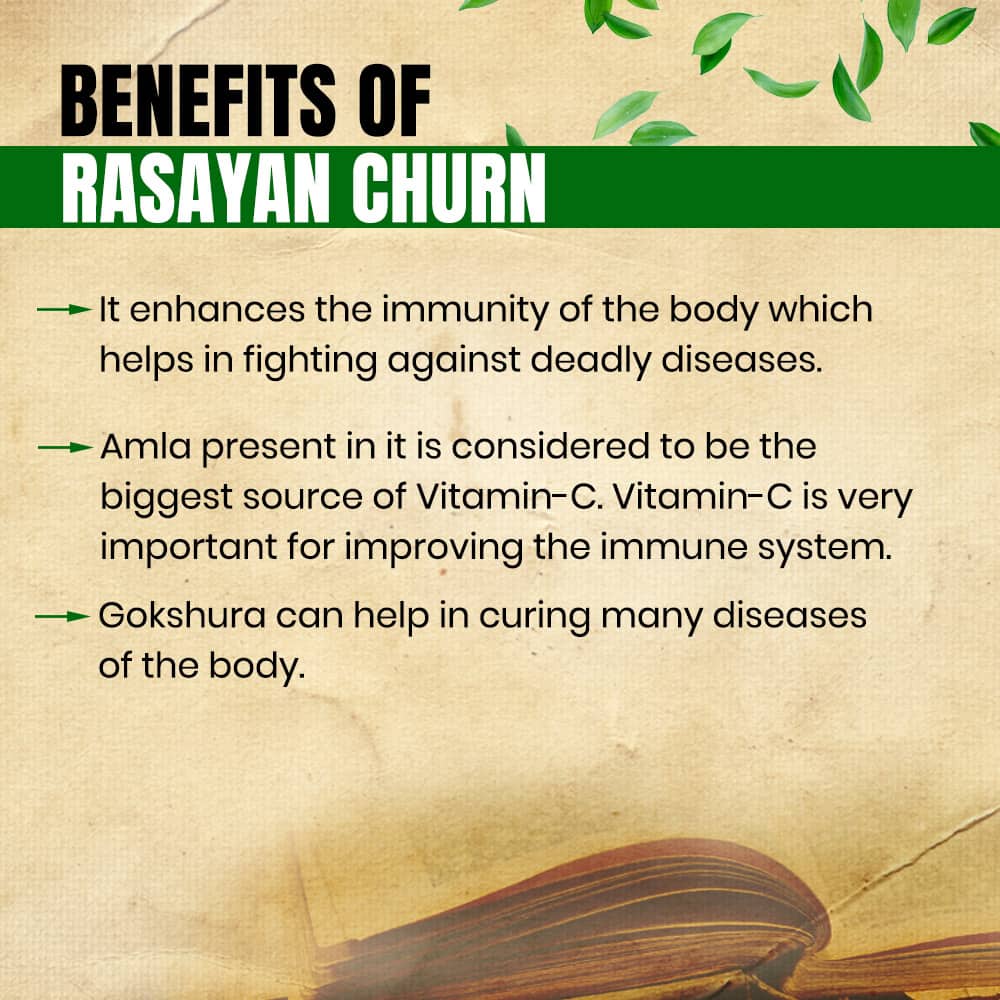 BENEFITS OF
RASAYAN CHURN
It enhances the immunity of the body which
helps in fighting against deadly diseases.
Amla present in it is considered to be the
biggest source of Vitamin-C. Vitamin-C is very
important for improving the immune system.
Gokshura can help in curing many diseases
of the body.